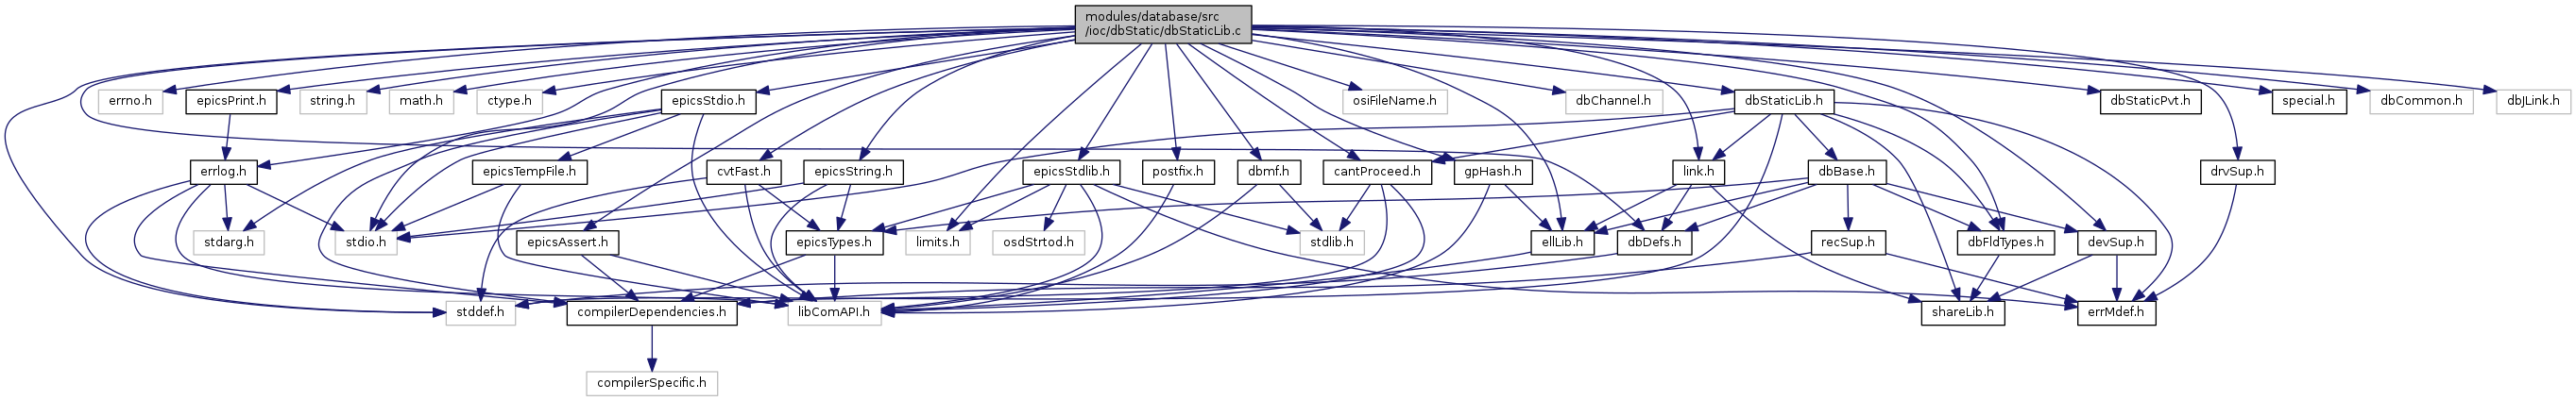 modules/database/src
/ioc/dbStatic/dbStaticLib.c
errno.h
epicsPrint.h
string.h
math.h
ctype.h
epicsStdio.h
osiFileName.h
dbChannel.h
dbStaticLib.h
dbStaticPvt.h
special.h
dbCommon.h
dbJLink.h
errlog.h
epicsTempFile.h
cvtFast.h
epicsString.h
epicsStdlib.h
postfix.h
dbmf.h
cantProceed.h
gpHash.h
link.h
dbBase.h
drvSup.h
stdarg.h
stdio.h
epicsAssert.h
epicsTypes.h
limits.h
osdStrtod.h
stdlib.h
ellLib.h
dbDefs.h
recSup.h
dbFldTypes.h
devSup.h
stddef.h
compilerDependencies.h
libComAPI.h
shareLib.h
errMdef.h
compilerSpecific.h